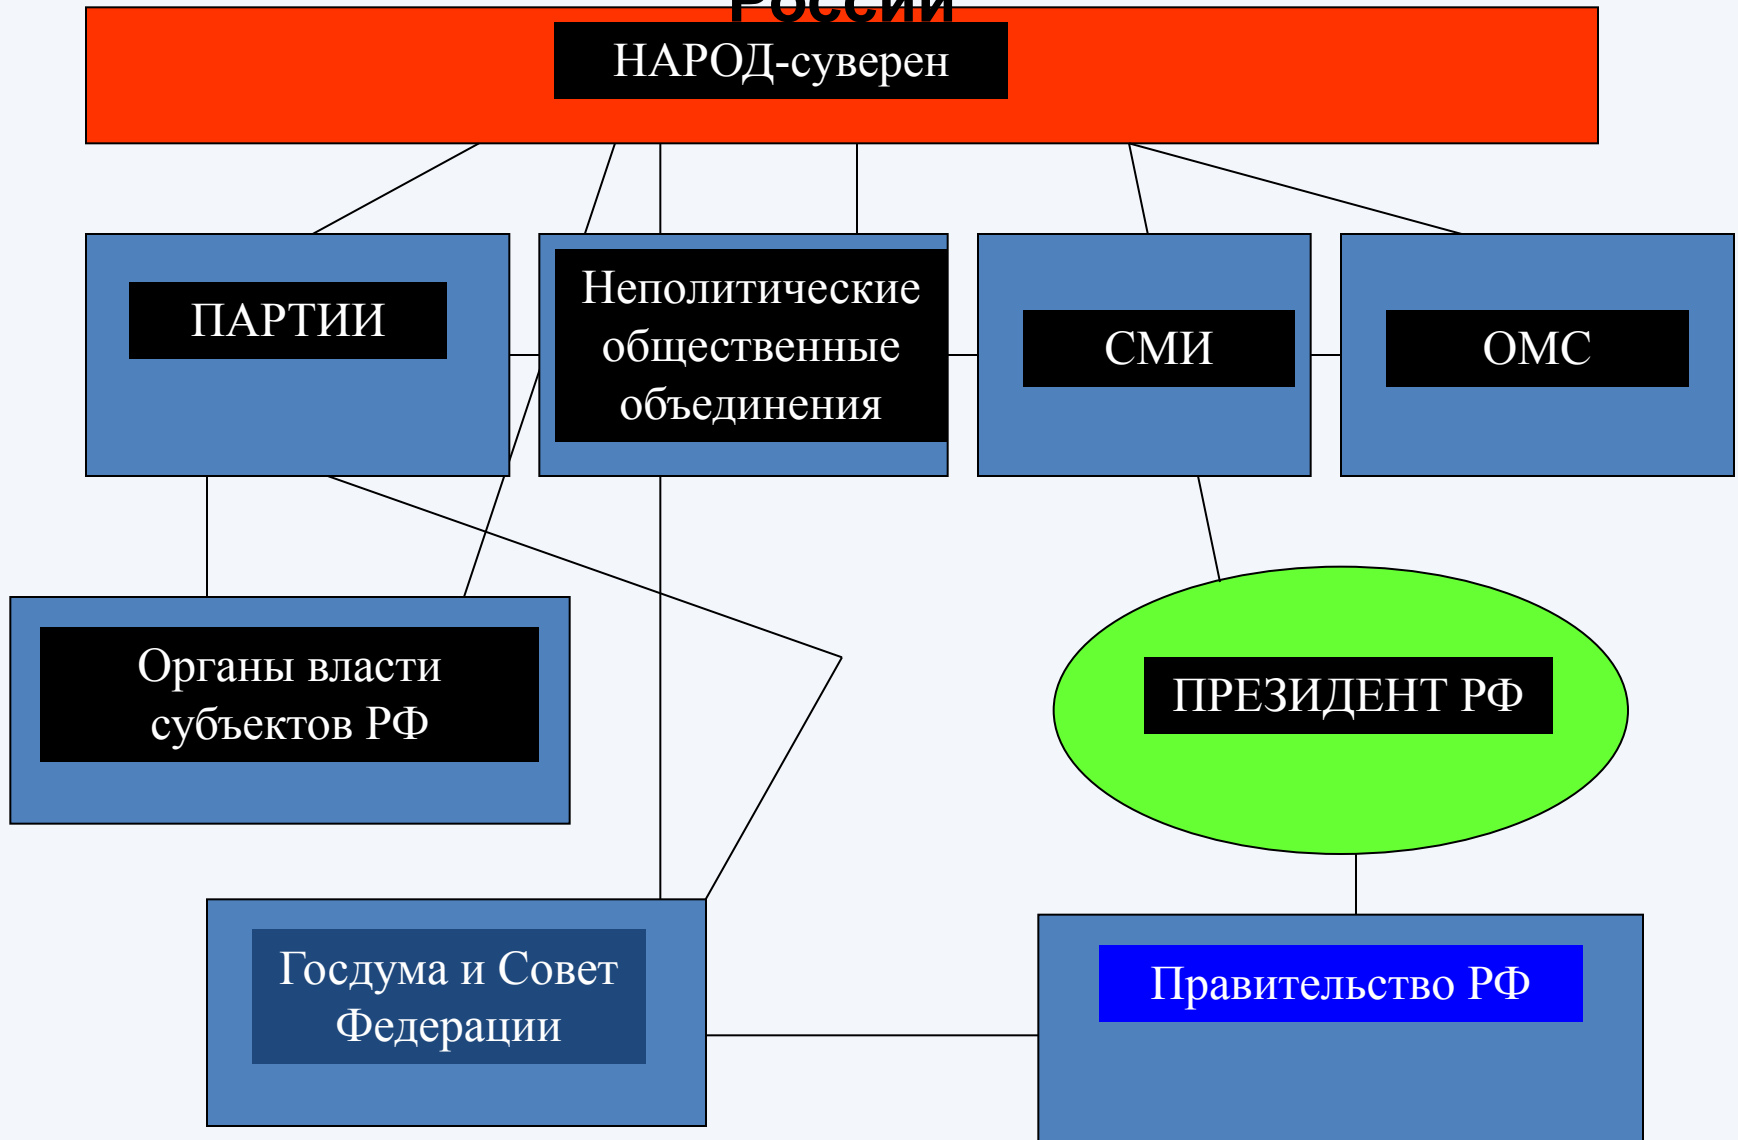 России
НАРОД-суверен
ПАРТИИ
Неполитические
общественные
объединения
СМИ
ОМС
Органы власти
субъектов РФ
ПРЕЗИДЕНТ РФ
Госдума и Совет
Федерации
Правительство РФ